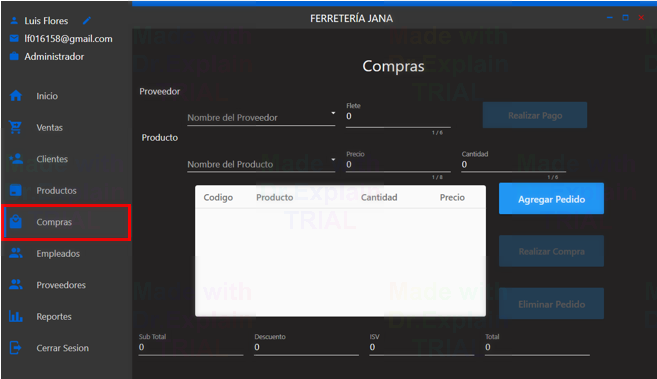 Luis Flores
lf016158@gmail.com
Administrador
Inicio
Ventas
Clientes
Productos
Compras
Empleados
Proveedores
Reportes
Cerrar Sesion
FERRETERÍA JANA
Compras
Proveedor
Nombre del Proveedor
Flete
0
1 / 8
Realizar Pago
Producto
Nombre del Producto
Precio
0
1 / 8
Cantidad
0
1 / 6
Codigo Producto Cantidad Precio
Agregar Pedido
Realizar Compra
Eliminar Pedido
Sub Total
0
Descuento
0
ISV
0
Total
0
Made with
Dr.Explain
TRIAL